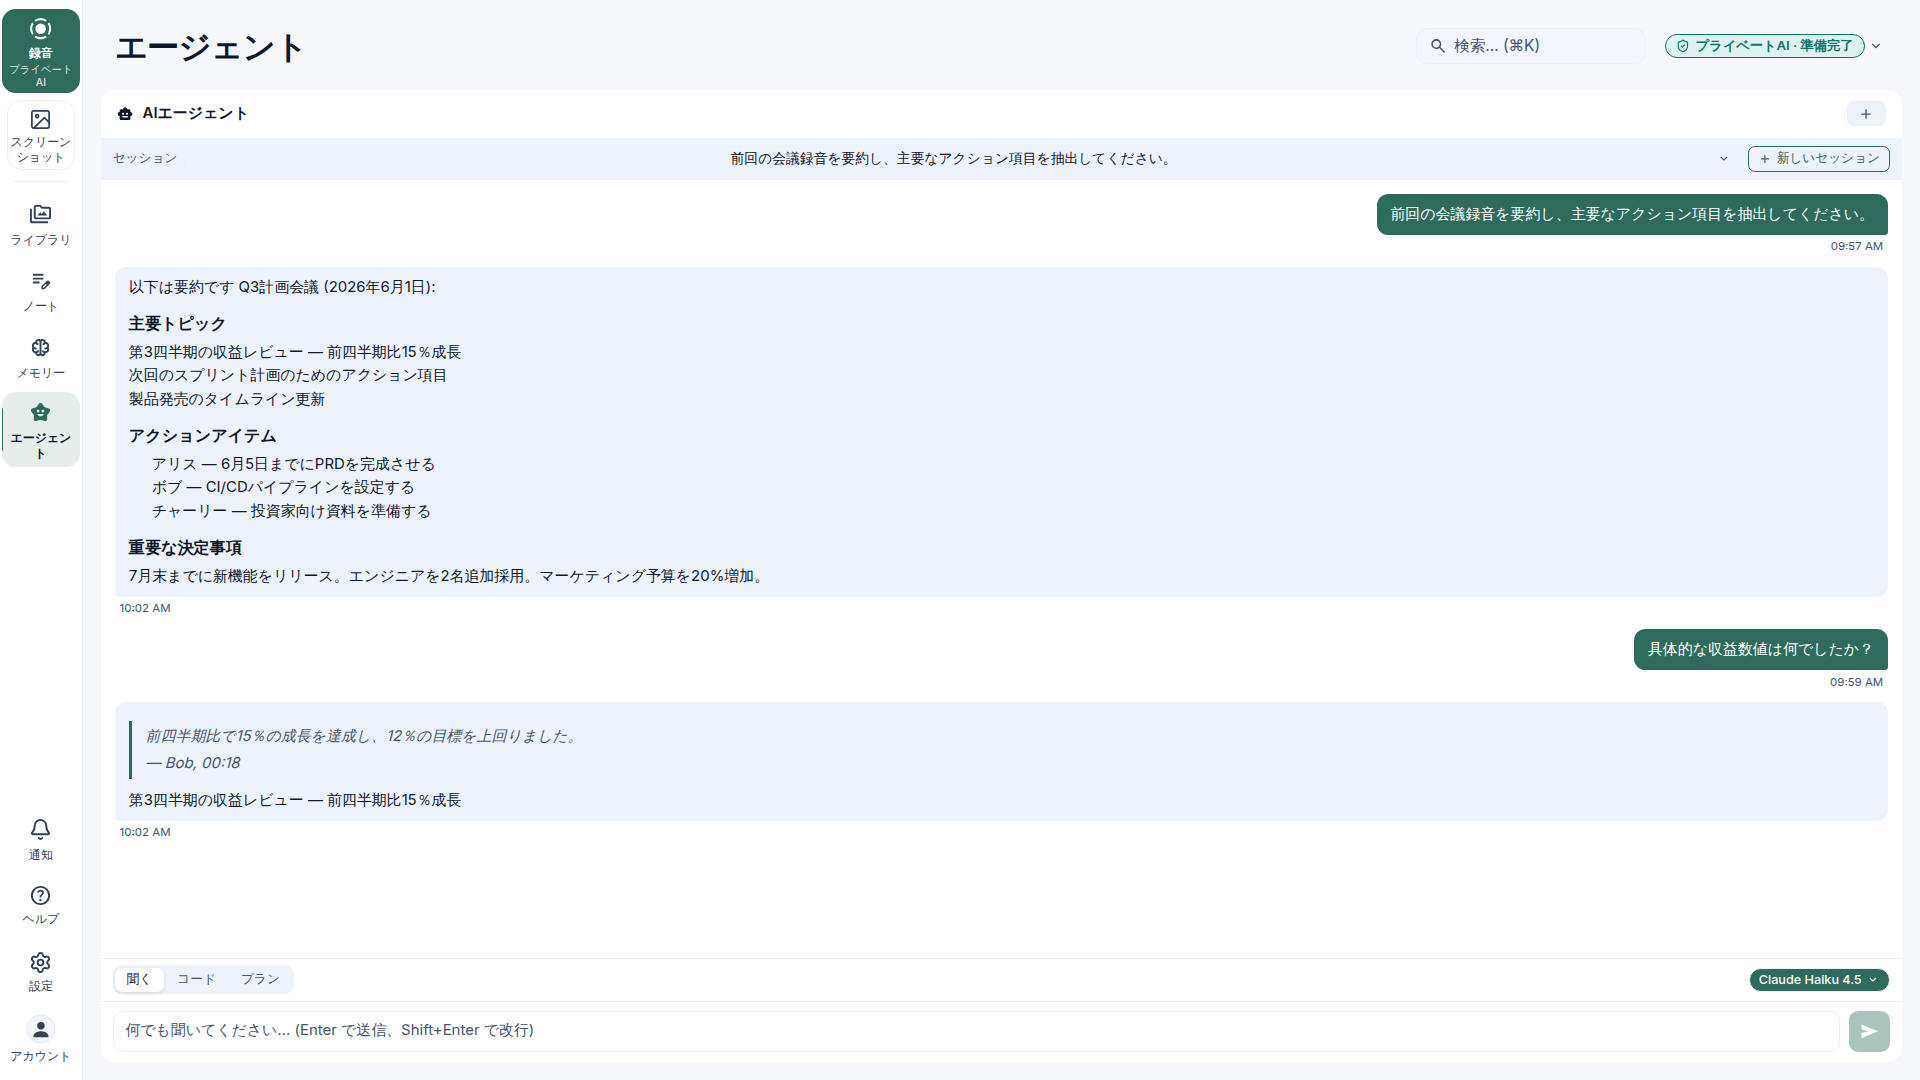 録音
プライベート
AI
スクリーン
ショット
ライブラリ
ノート
メモリー
エージェン
ト
通知
ヘルプ
設定
アカウント
エージェント
検索... (⌘K)
プライベートAI · 準備完了
AIエージェント
セッション
前回の会議録音を要約し、主要なアクション項目を抽出してください。
新しいセッション
前回の会議録音を要約し、主要なアクション項目を抽出してください。
09:57 AM
以下は要約です Q3計画会議 (2026年6月1日):
主要トピック
第3四半期の収益レビュー — 前四半期比15％成長
次回のスプリント計画のためのアクション項目
製品発売のタイムライン更新
アクションアイテム
アリス — 6月5日までにPRDを完成させる
ボブ — CI/CDパイプラインを設定する
チャーリー — 投資家向け資料を準備する
重要な決定事項
7月末までに新機能をリリース。エンジニアを2名追加採用。マーケティング予算を20%増加。
10:02 AM
具体的な収益数値は何でしたか？
09:59 AM
前四半期比で15％の成長を達成し、12％の目標を上回りました。
— Bob, 00:18
第3四半期の収益レビュー — 前四半期比15％成長
10:02 AM
聞く
コード
プラン
Claude Haiku 4.5
何でも聞いてください... (Enter で送信、Shift+Enter で改行)